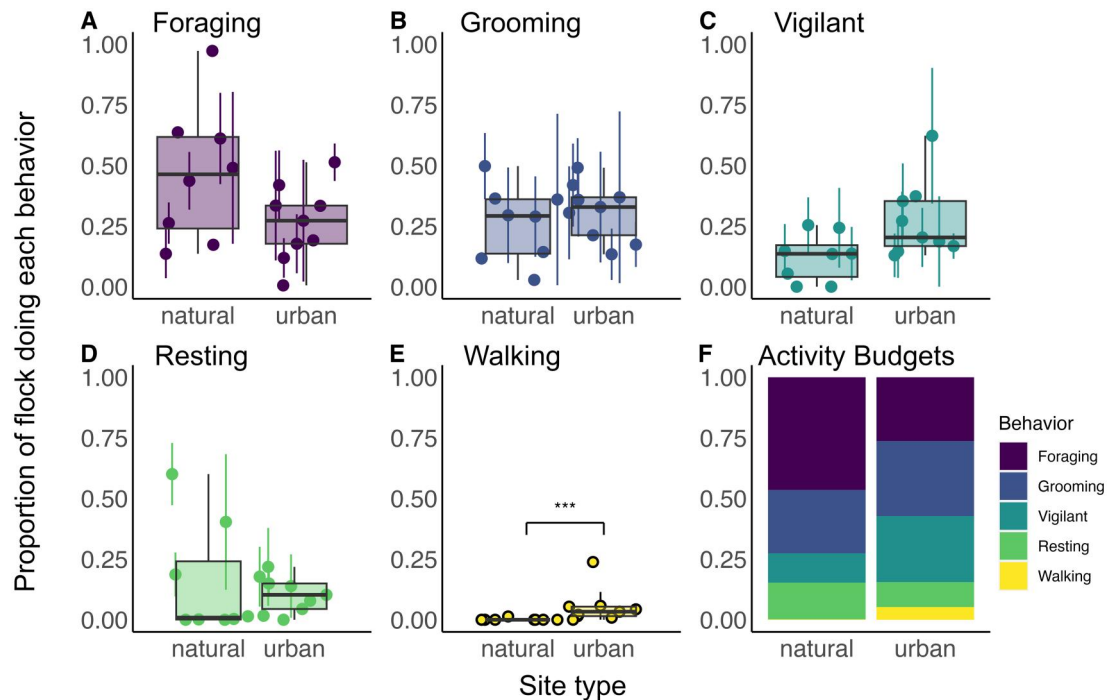 A Foraging
B Grooming
C Vigilant
Proportion of flock doing each behavior
1.00
0.75
0.50
0.25
0.00
natural urban
1.00
0.75
0.50
0.25
0.00
natural urban
1.00
0.75
0.50
0.25
0.00
natural urban
D Resting
E Walking
F Activity Budgets
1.00
0.75
0.50
0.25
0.00
natural urban
1.00
0.75
0.50
0.25
0.00
***
natural urban
1.00
0.75
0.50
0.25
0.00
natural urban
Behavior
Foraging
Grooming
Vigilant
Resting
Walking
Site type